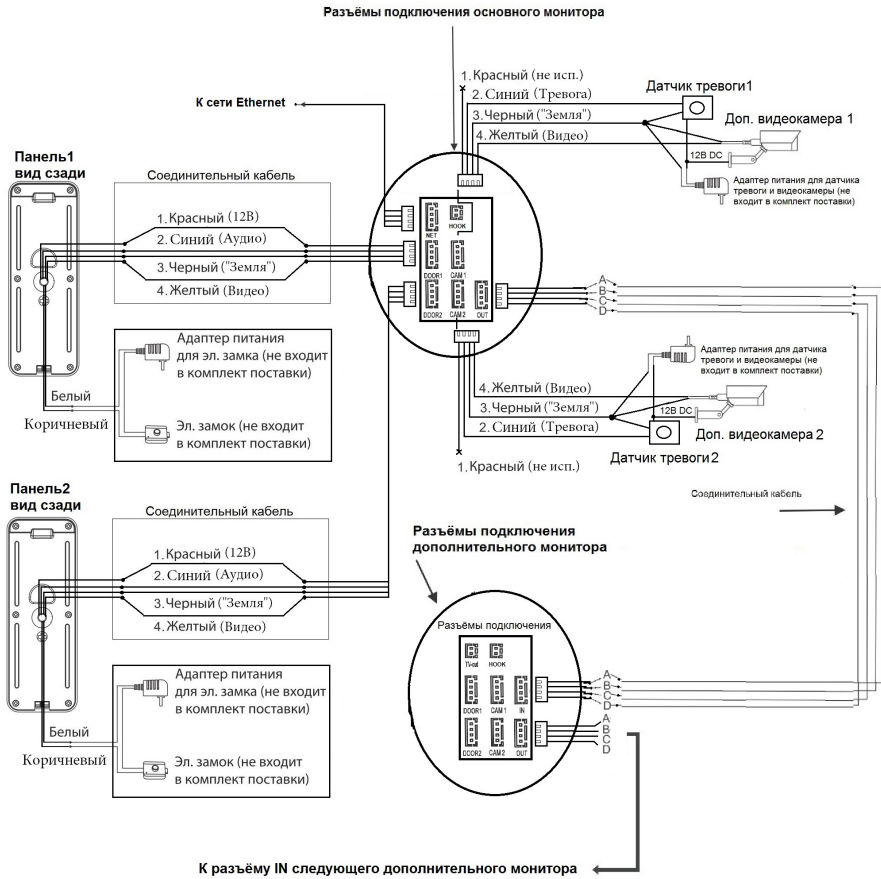 Разъёмы подключения основного монитора
1. Красный (не исп.)
2. Синий (Тревога)
3. Черный ("Земля")
4. Желтый (Видео)
Датчик тревоги1
Доп. видеокамера 1
12В DC
Адаптер питания для датчика
тревоги и видеокамеры (не
входит в комплект поставки)
К сети Ethernet
Панель1
вид сзади
Соединительный кабель
1. Красный (12В)
2. Синий (Аудио)
3. Черный ("Земля")
4. Желтый (Видео)
NET
HOOK
DOOR1
CAM 1
DOOR2
CAM 2
OUT
A
B
C
D
Адаптер питания
для эл. замка (не входит
в комплект поставки)
Белый
Коричневый
Эл. замок (не входит
в комплект поставки)
Адаптер питания для датчика
тревоги и видеокамеры (не
входит в комплект поставки)
4. Желтый (Видео)
3. Черный ("Земля")
2. Синий (Тревога)
1. Красный (не исп.)
12В DC
Доп. видеокамера 2
Датчик тревоги2
Соединительный кабель
Панель2
вид сзади
Соединительный кабель
1. Красный (12В)
2. Синий (Аудио)
3. Черный ("Земля")
4. Желтый (Видео)
Адаптер питания
для эл. замка (не входит
в комплект поставки)
Белый
Коричневый
Эл. замок (не входит
в комплект поставки)
Разъёмы подключения
дополнительного монитора
Разъёмы подключения
TV-out
HOOK
DOOR1
CAM 1
IN
DOOR2
CAM 2
OUT
A
B
C
D
A
B
C
D
К разъёму IN следующего дополнительного монитора